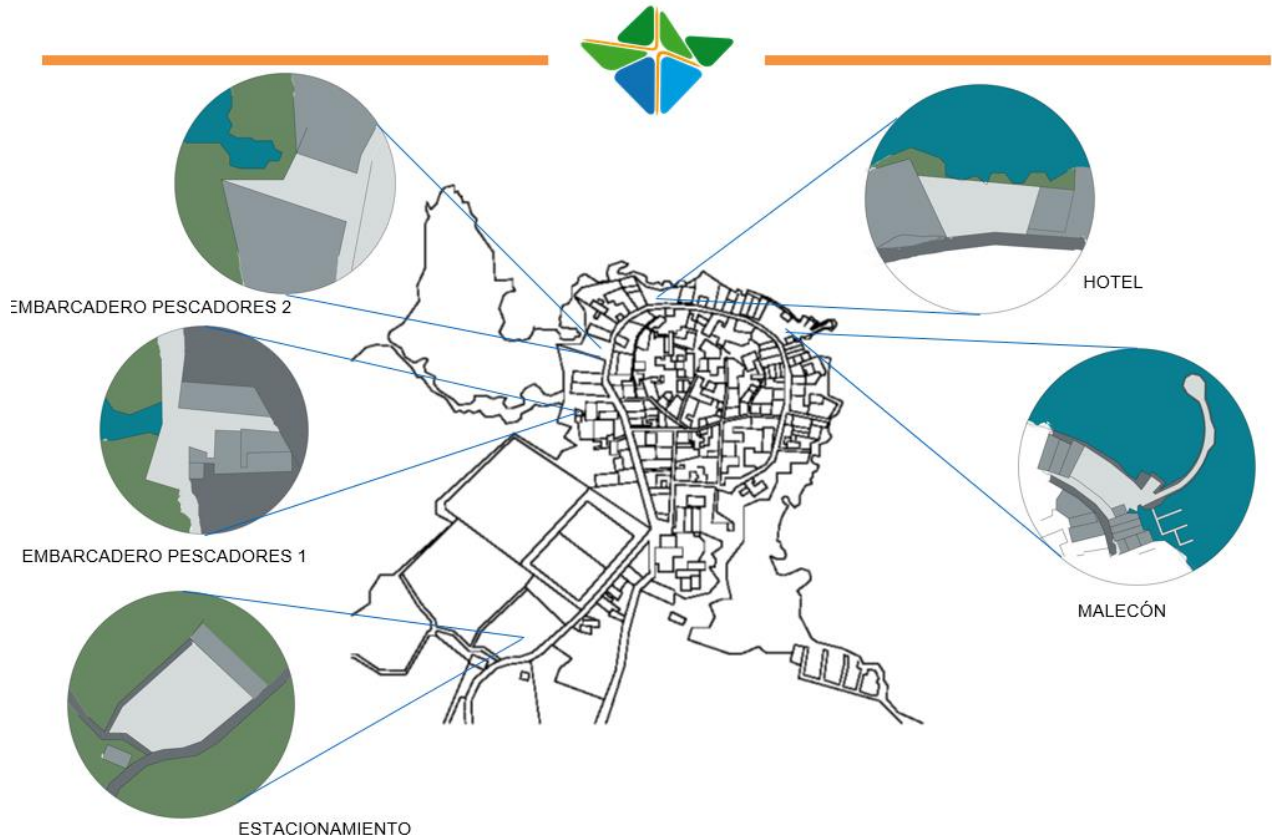 EMBARCADERO PESCADORES 2
HOTEL
EMBARCADERO PESCADORES 1
MALECÓN
ESTACIONAMIENTO